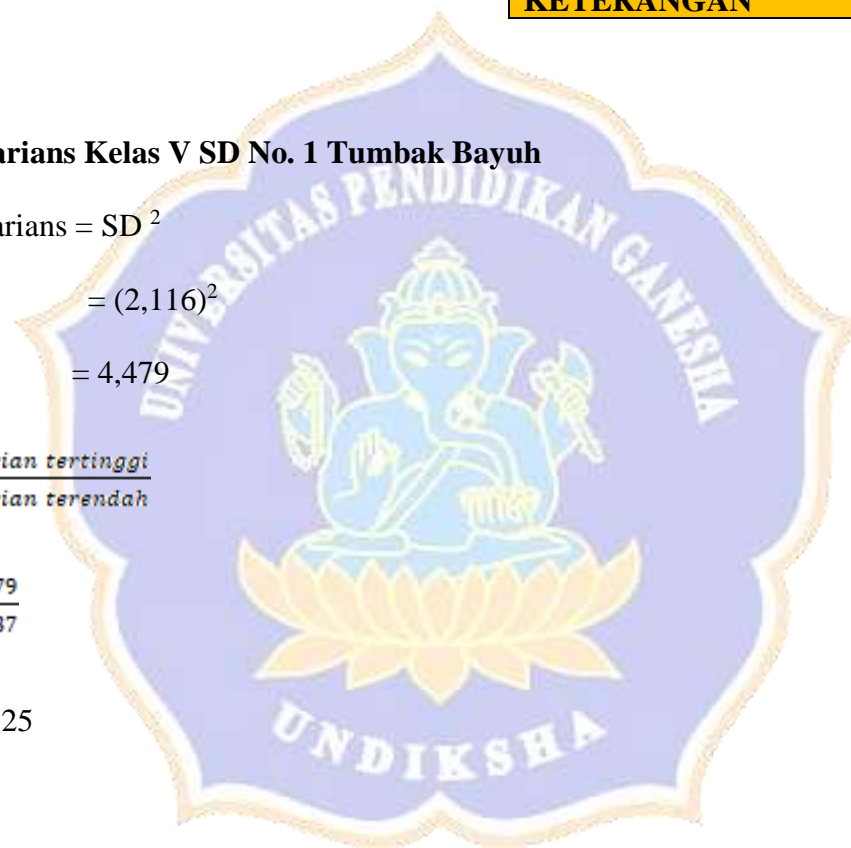 KETERANGAN
arians Kelas V SD No. 1 Tumbak Bayuh
arians = SD ²
= (2,116)²
= 4,479
ian tertinggi
ian terendah
79
37
25
UNIVERSITAS PENDIDIKAN GANESHA
UNDIKSHA